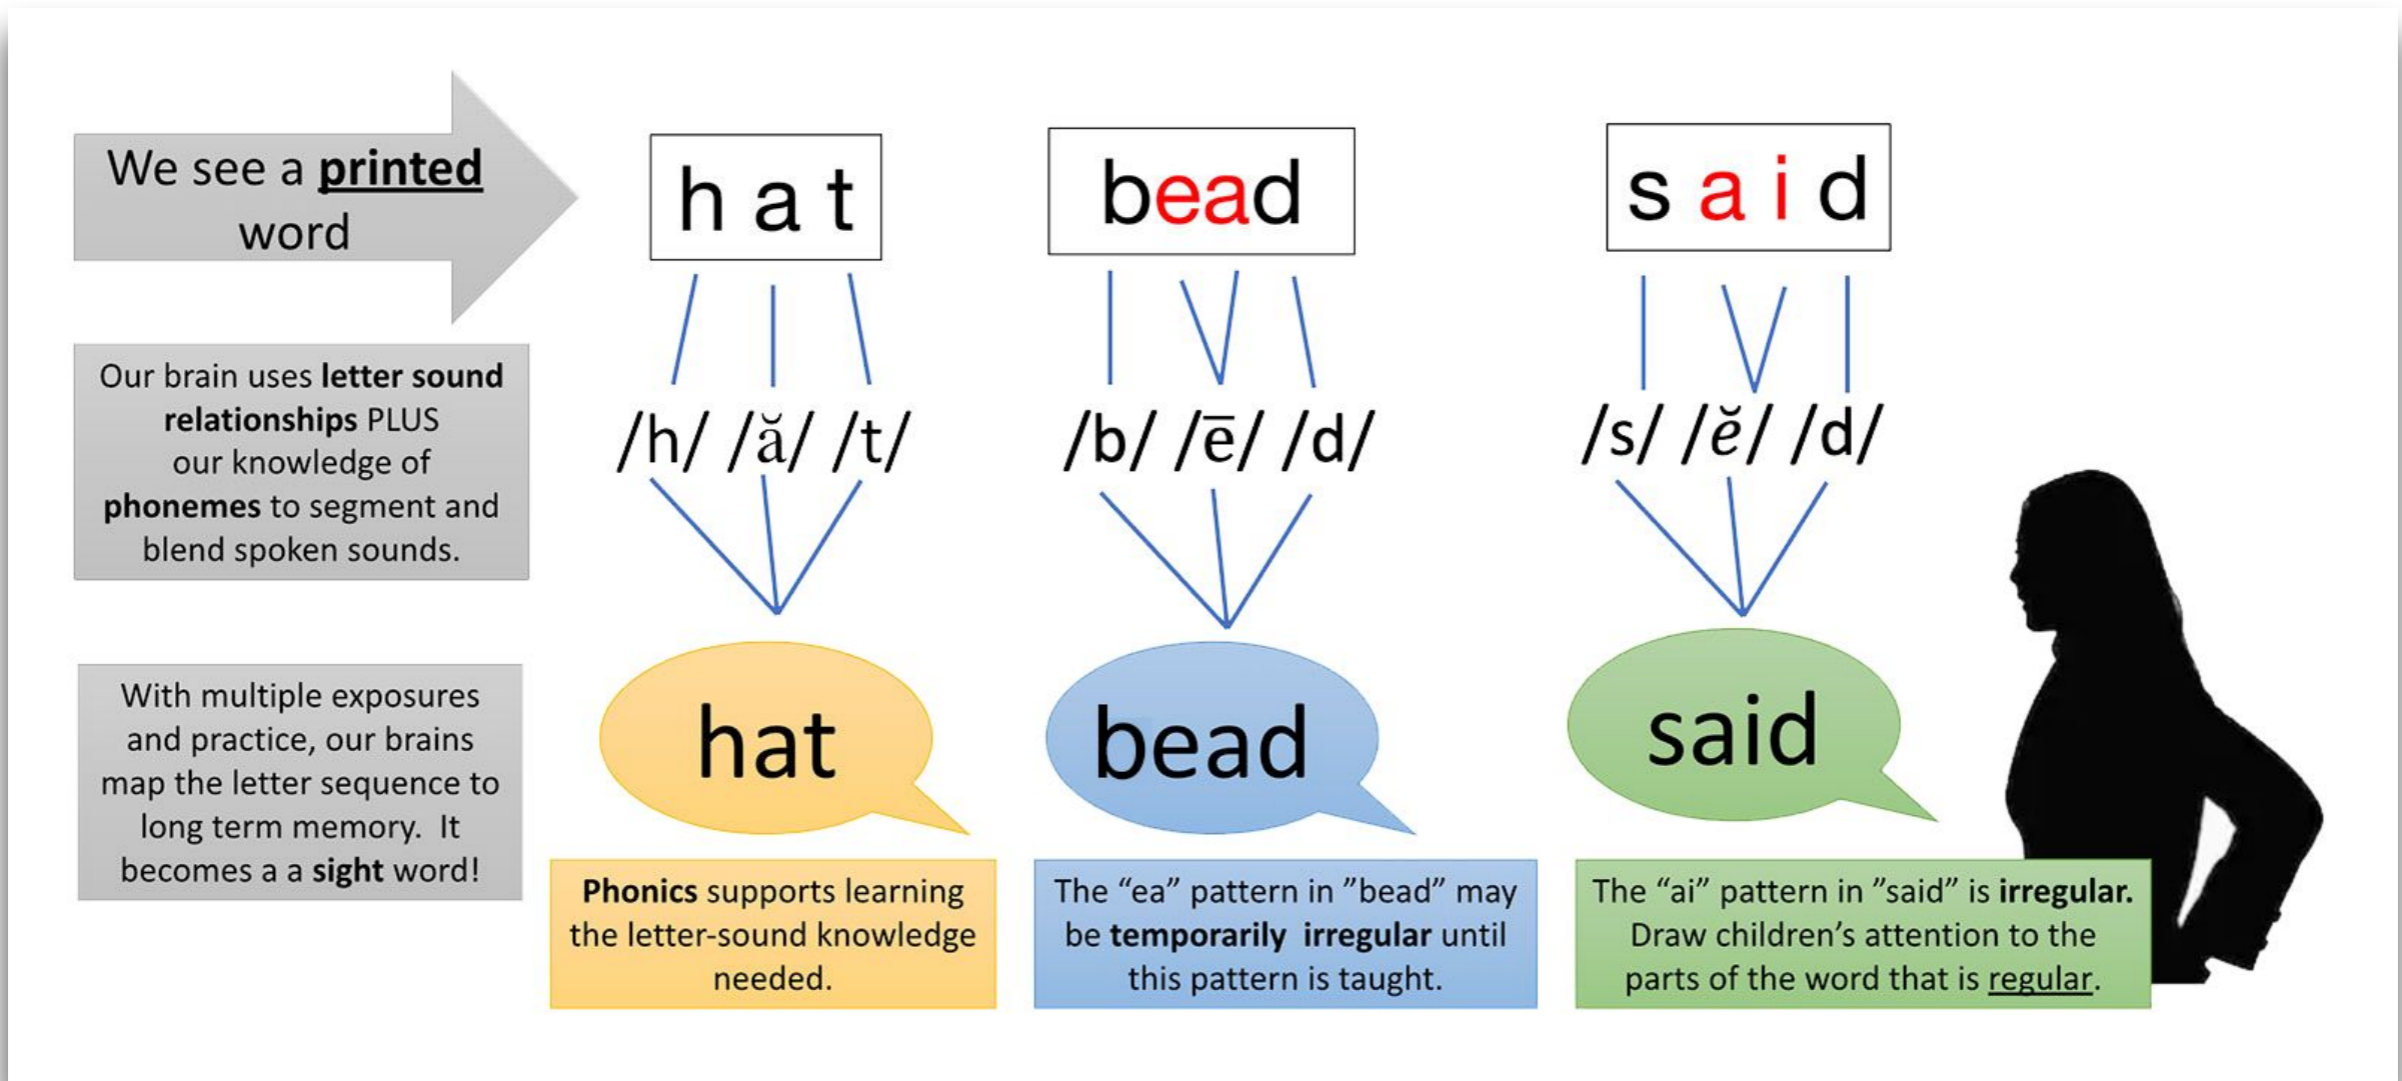 We see a printed
word
h a t
bead
s a i d
Our brain uses letter sound
relationships PLUS
our knowledge of
phonemes to segment and
blend spoken sounds.
/h/ /ă/ /t/
/b/ /ē/ /d/
/s/ /ĕ/ /d/
With multiple exposures
and practice, our brains
map the letter sequence to
long term memory. It
becomes a a sight word!
hat
bead
said
Phonics supports learning
the letter-sound knowledge
needed.
The “ea” pattern in ”bead” may
be temporarily irregular until
this pattern is taught.
The “ai” pattern in ”said” is irregular.
Draw children’s attention to the
parts of the word that is regular.